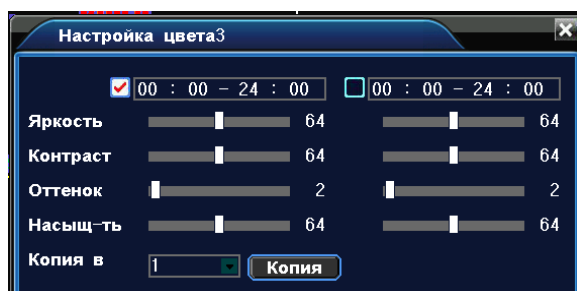 Настройка цвета3
00 : 00 - 24 : 00 00 : 00 - 24 : 00
Яркость 64 64
Контраст 64 64
Оттенок 2 2
Насыщ-ть 64 64
Копия в 1 Копия